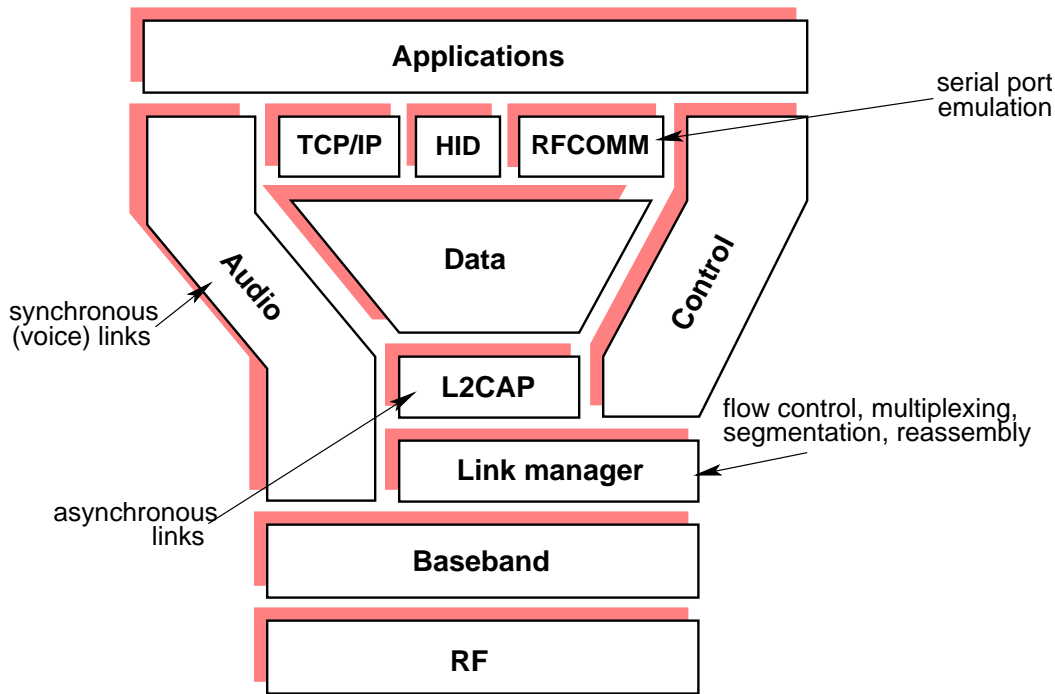 Applications
serial port
emulation
TCP/IP
HID
RFCOMM
Data
Audio
Control
synchronous
(voice) links
L2CAP
flow control, multiplexing,
segmentation, reassembly
Link manager
asynchronous
links
Baseband
RF